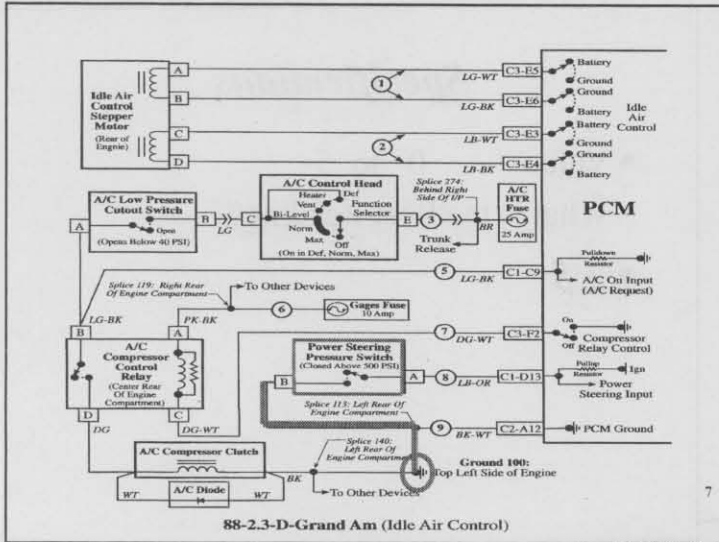 A
LG-WT
C3-E5
Battery
Ground
1
Idle Air
Control
Stepper
Motor
(Rear of
Engnie)
B
LG-BK
C3-E6
Ground
Battery
Idle
Air
Control
C
LB-WT
C3-E3
Battery
Ground
2
D
LB-BK
C3-E4
Ground
Battery
PCM
A/C Low Pressure
Cutout Switch
Open
(Opens Below 40 PSI)
A
B
LG
C
A/C Control Head
Heater
Def
Vent
Function
Selector
Bi-Level
Norm
Max
Off
(On in Def, Norm, Max)
E
3
Splice 274:
Behind Right
Side Of I/P
BR
Trunk
Release
A/C
HTR
Fuse
25 Amp
5
LG-BK
C1-C9
Pulldown
Resistor
A/C On Input
(A/C Request)
Splice 119: Right Rear
Of Engine Compartment
To Other Devices
6
Gages Fuse
10 Amp
LG-BK
PK-BK
7
DG-WT
C3-F2
On
Off
Compressor
Relay Control
B
A
A/C
Compressor
Control
Relay
(Center Rear
Of Engine
Compartment)
D
C
DG
DG-WT
Power Steering
Pressure Switch
(Closed Above 500 PSI)
B
A
8
LB-OR
C1-D13
Pullup
Resistor
Ign
Power
Steering Input
Splice 113: Left Rear Of
Engine Compartment
9
BK-WT
C2-A12
PCM Ground
A/C Compressor Clutch
WT
A/C Diode
WT
BK
Splice 140:
Left Rear Of
Engine Compartment
To Other Devices
Ground 100:
Top Left Side of Engine
7
88-2.3-D-Grand Am (Idle Air Control)